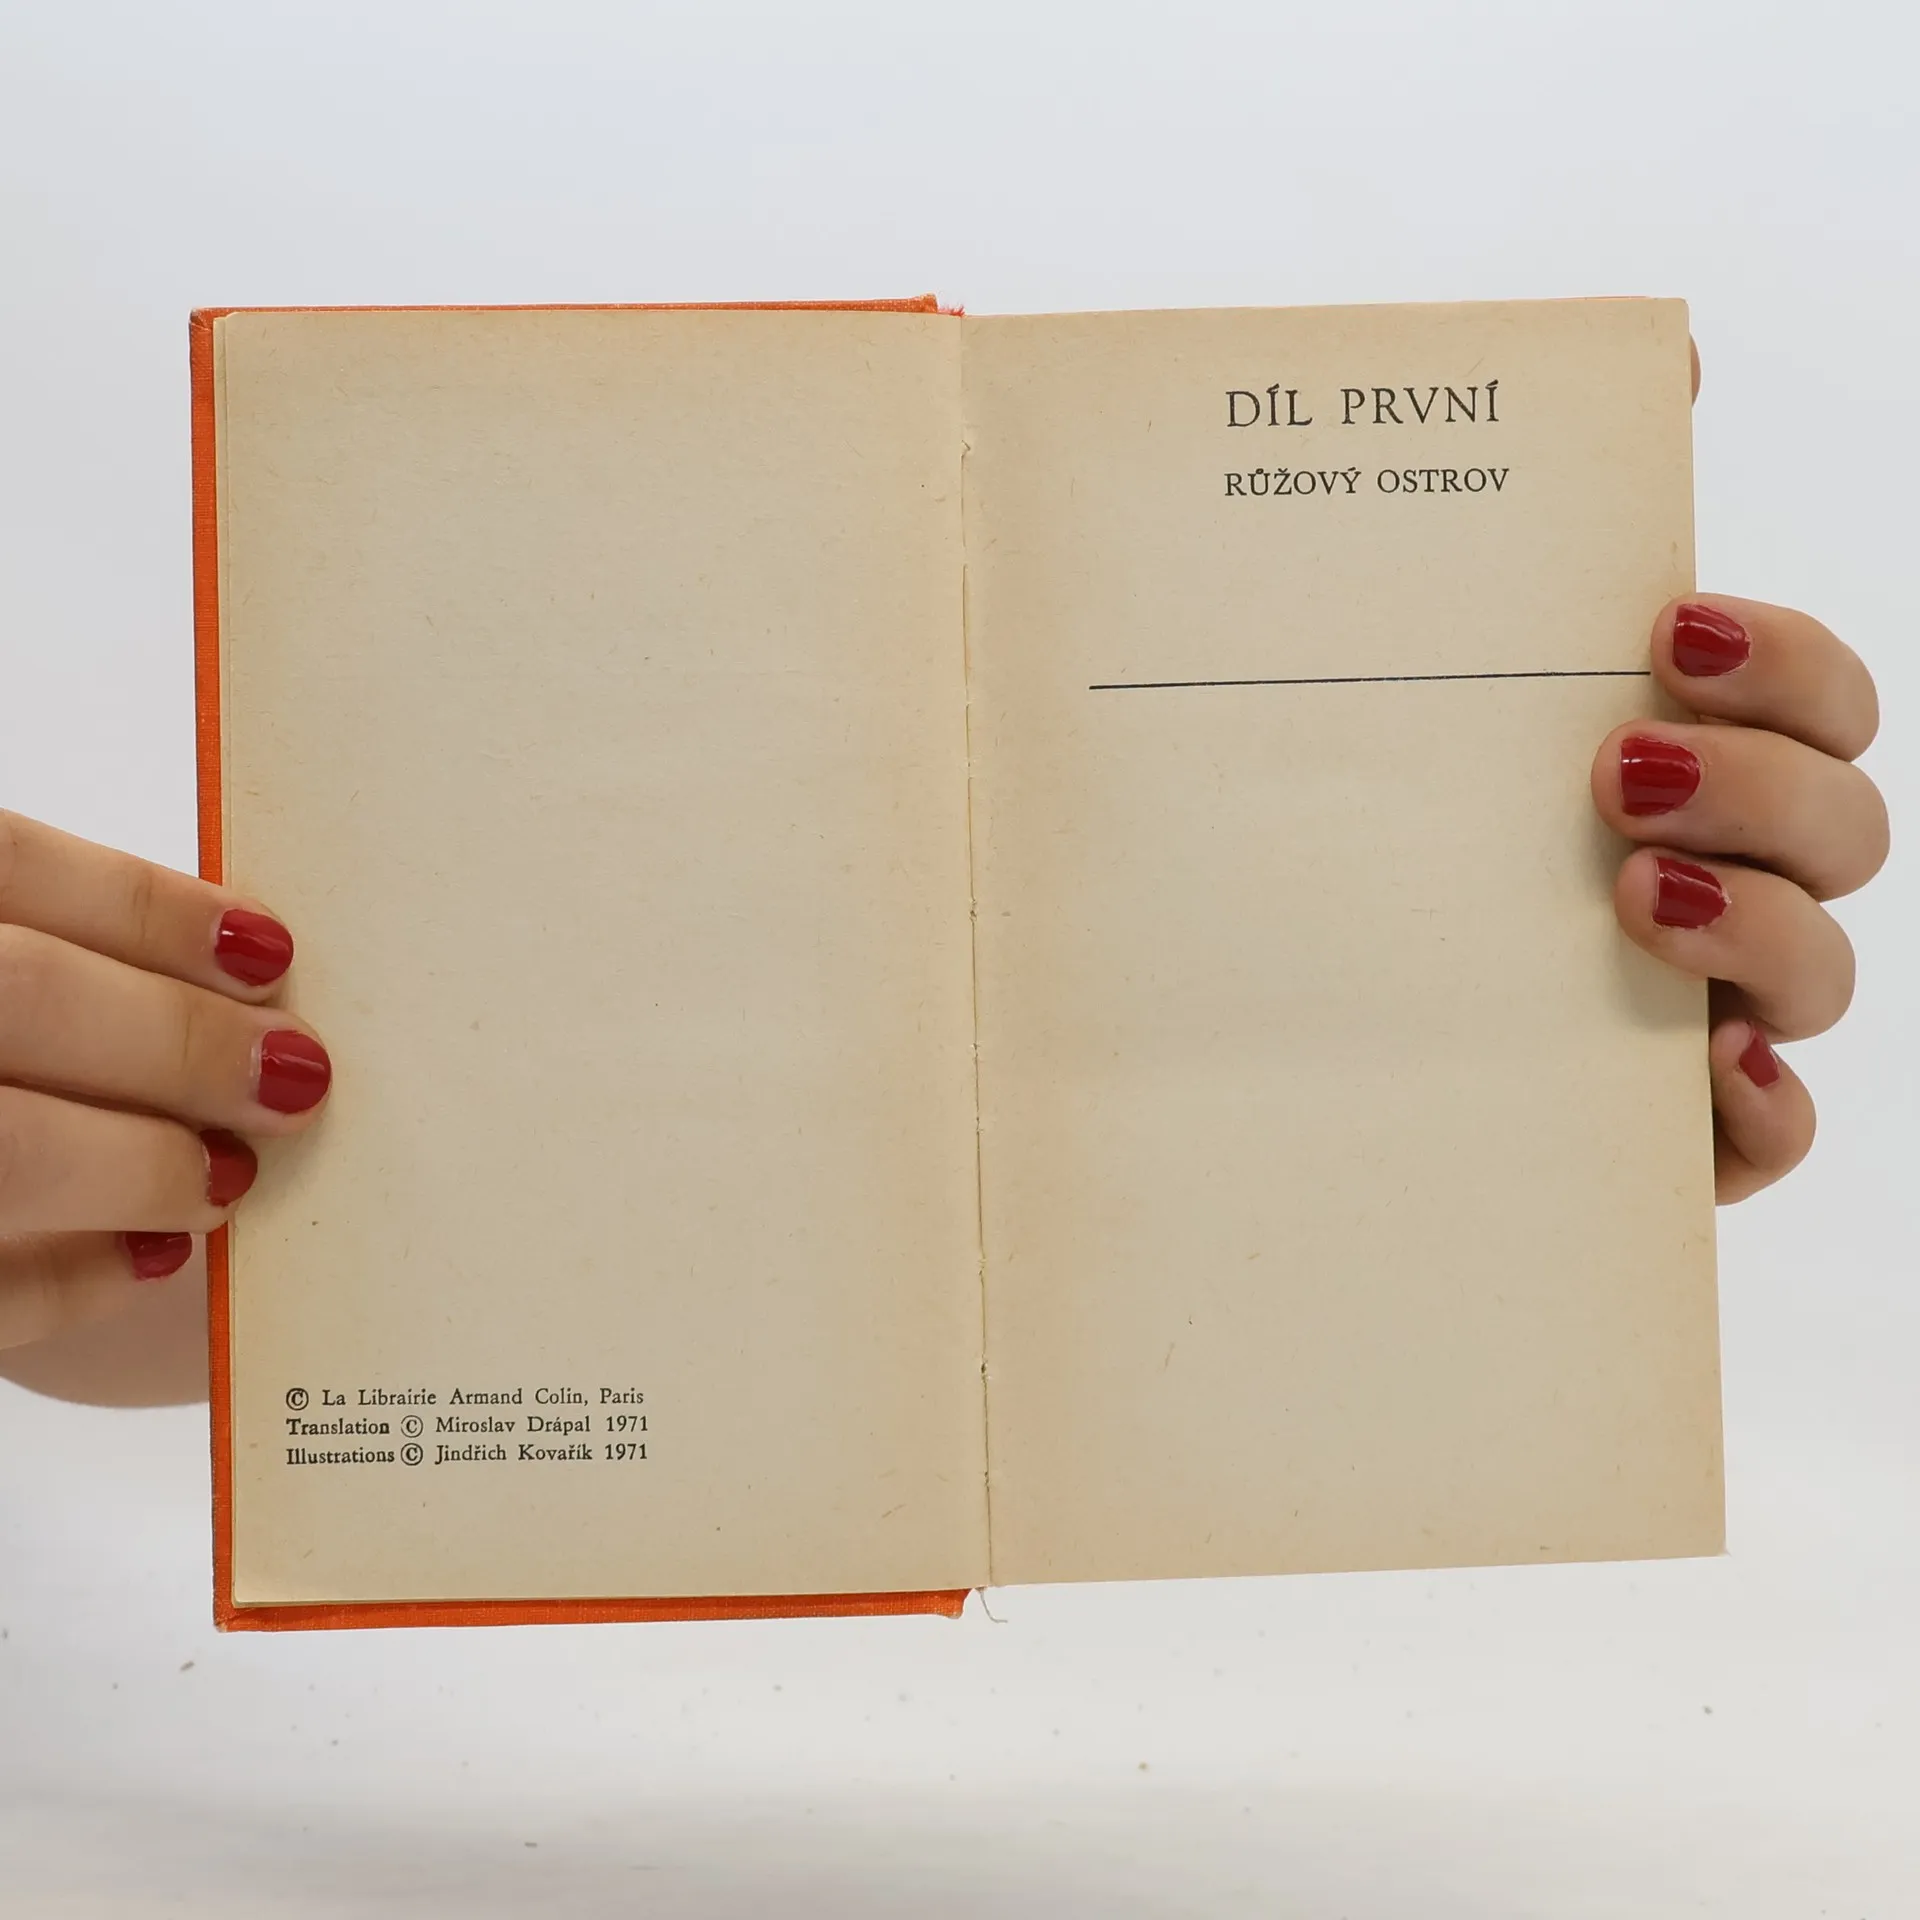 © La Librairie Armand Colin, Paris
Translation © Miroslav Drápal 1971
Illustrations © Jindřich Kovařík 1971
DÍL PRVNÍ
RŮŽOVÝ OSTROV